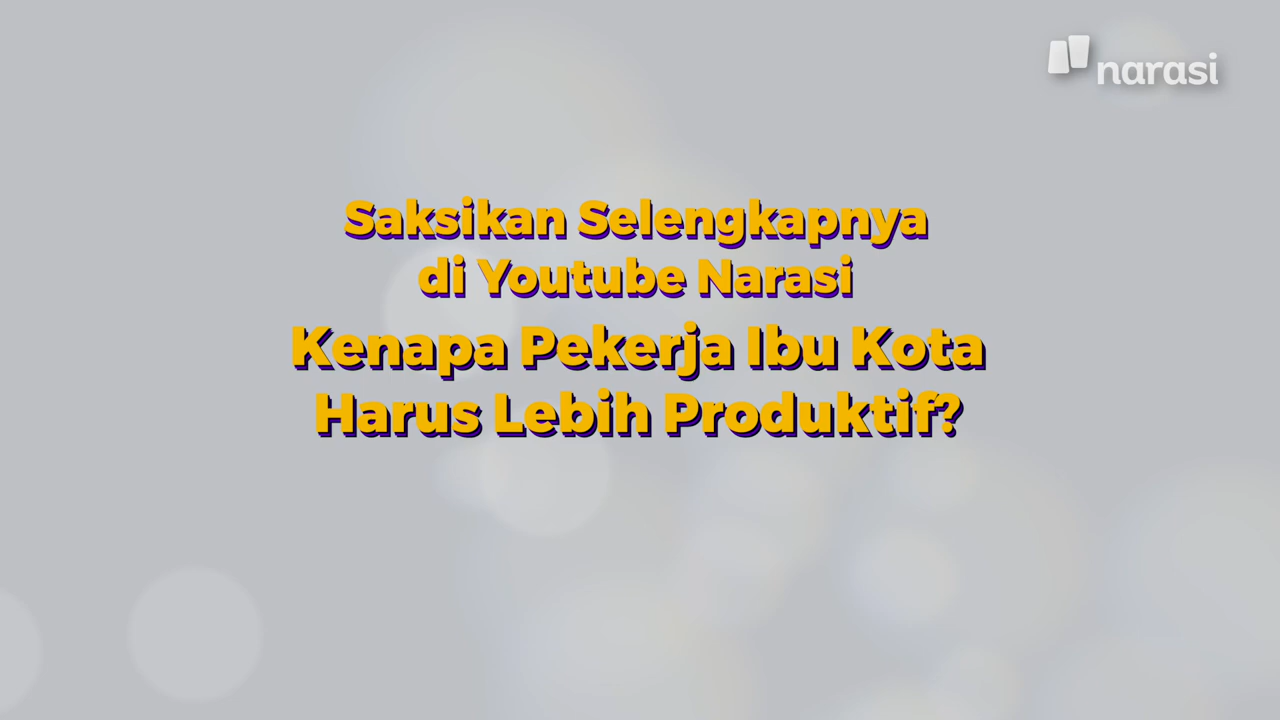 narasi
Saksikan Selengkapnya
di Youtube Narasi
Kenapa Pekerja Ibu Kota
Harus Lebih Produktif?